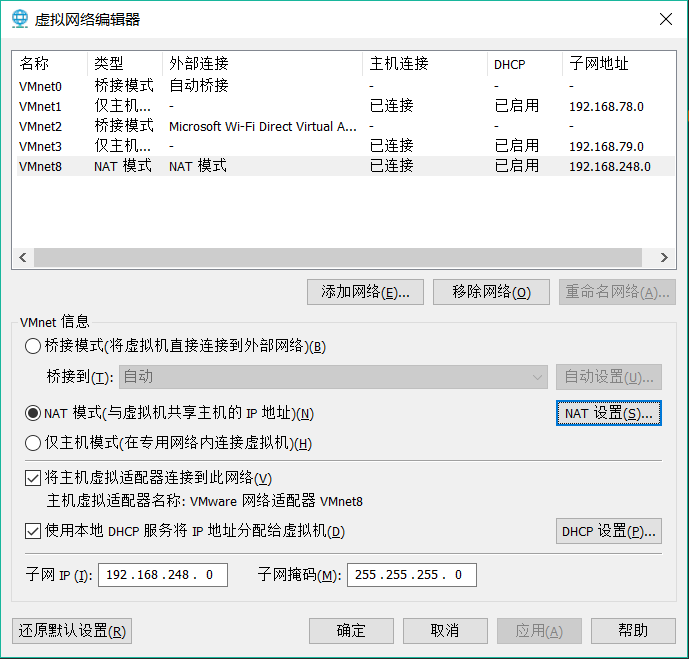 虚拟网络编辑器
名称 类型 外部连接 主机连接 DHCP 子网地址
VMnet0 桥接模式 自动桥接 - - -
VMnet1 仅主机... - 已连接 已启用 192.168.78.0
VMnet2 桥接模式 Microsoft Wi-Fi Direct Virtual A... - - -
VMnet3 仅主机... - 已连接 已启用 192.168.79.0
VMnet8 NAT 模式 NAT 模式 已连接 已启用 192.168.248.0
添加网络(E)... 移除网络(O) 重命名网络(A)...
VMnet 信息
桥接模式(将虚拟机直接连接到外部网络)(B)
桥接到(T): 自动 自动设置(U)...
NAT 模式(与虚拟机共享主机的 IP 地址)(N) NAT 设置(S)...
仅主机模式(在专用网络内连接虚拟机)(H)
将主机虚拟适配器连接到此网络(V)
主机虚拟适配器名称: VMware 网络适配器 VMnet8
使用本地 DHCP 服务将 IP 地址分配给虚拟机(D) DHCP 设置(P)...
子网 IP (I): 192.168.248. 0 子网掩码(M): 255.255.255. 0
还原默认设置(R) 确定 取消 应用(A) 帮助